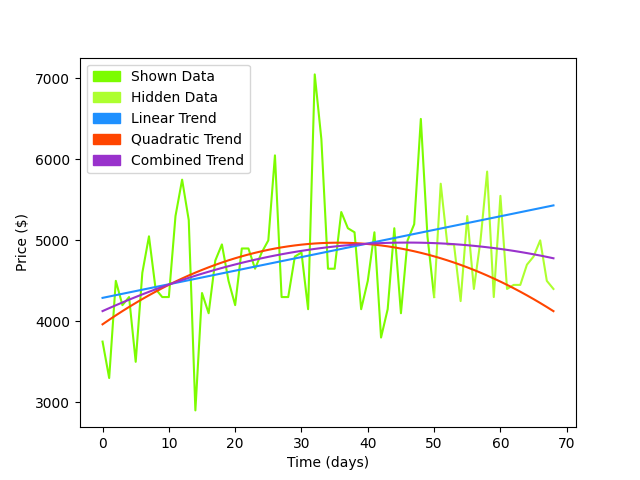 7000
6000
5000
4000
3000
Price ($)
Shown Data
Hidden Data
Linear Trend
Quadratic Trend
Combined Trend
0 10 20 30 40 50 60 70
Time (days)